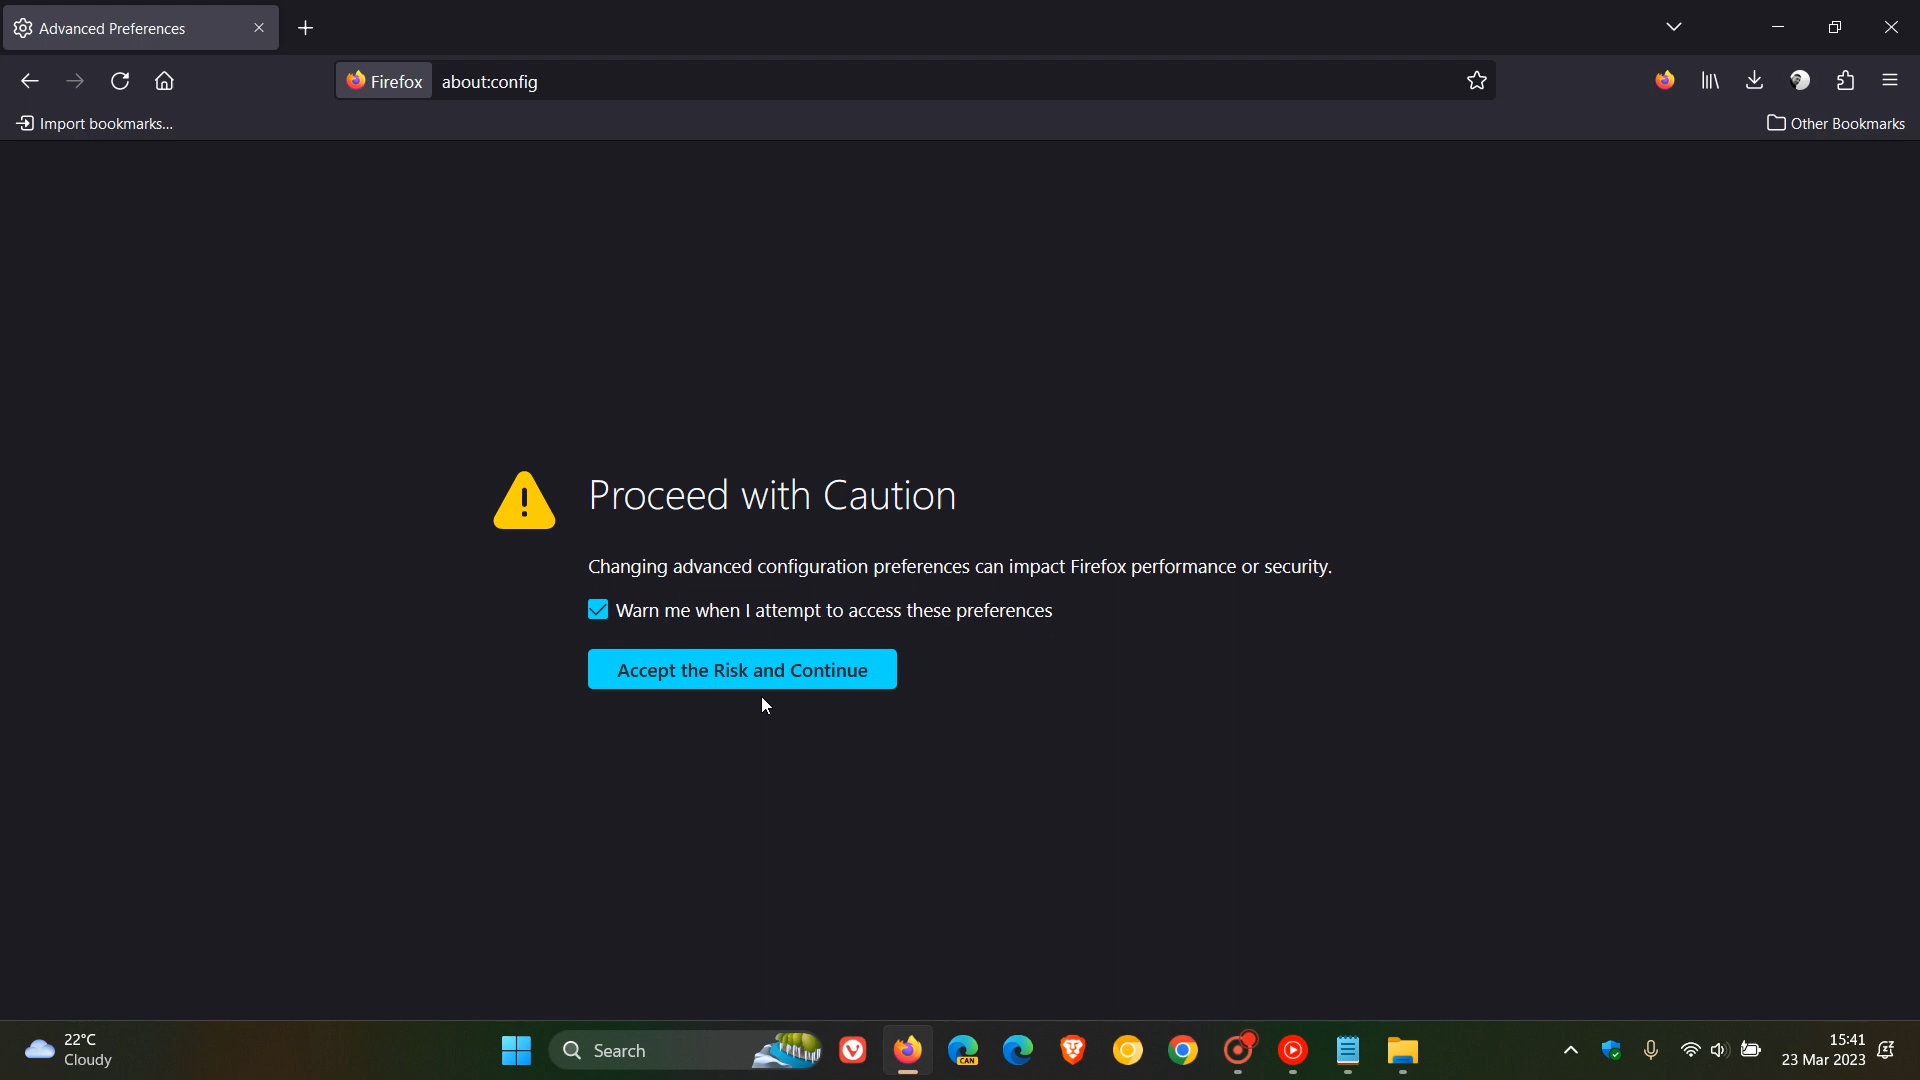 Advanced Preferences
Firefox about:config
Import bookmarks...
Other Bookmarks
Proceed with Caution
Changing advanced configuration preferences can impact Firefox performance or security.
Warn me when I attempt to access these preferences
Accept the Risk and Continue
22°C
Cloudy
Search
CAN
15:41
23 Mar 2023